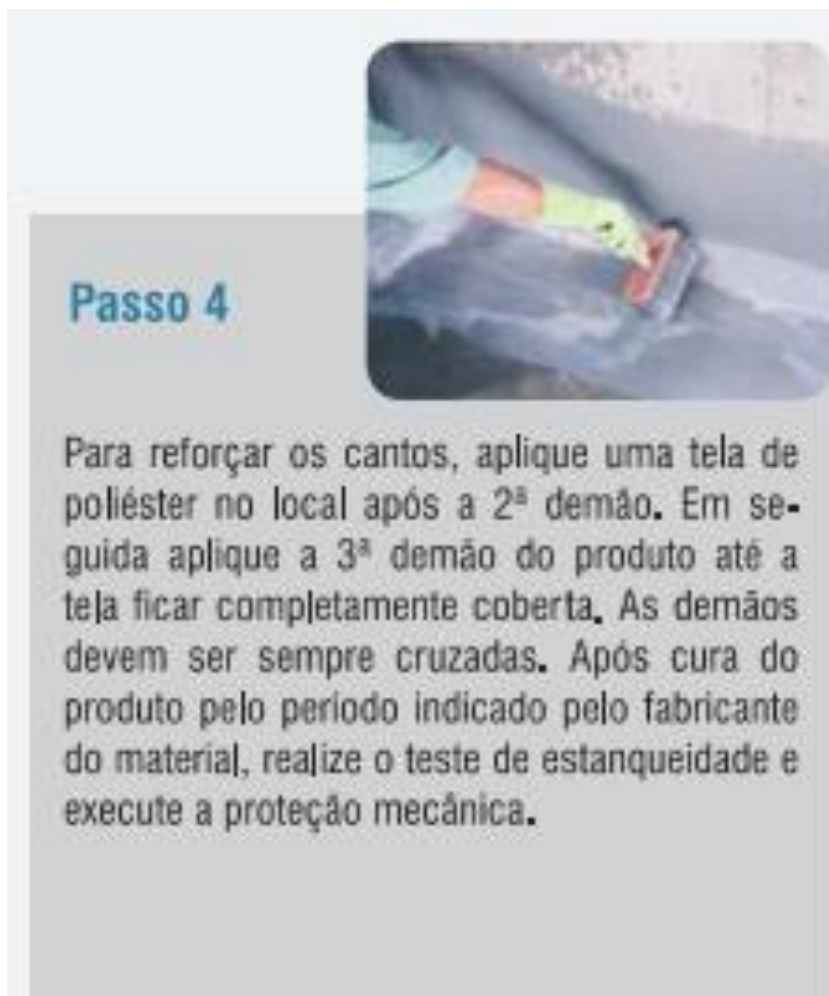 Passo 4
Para reforçar os cantos, aplique uma tela de
poliéster no local após a 2ª demão. Em se-
guida aplique a 3ª demão do produto até a
tela ficar completamente coberta. As demãos
devem ser sempre cruzadas. Após cura do
produto pelo período indicado pelo fabricante
do material, realize o teste de estanqueidade e
execute a proteção mecânica.